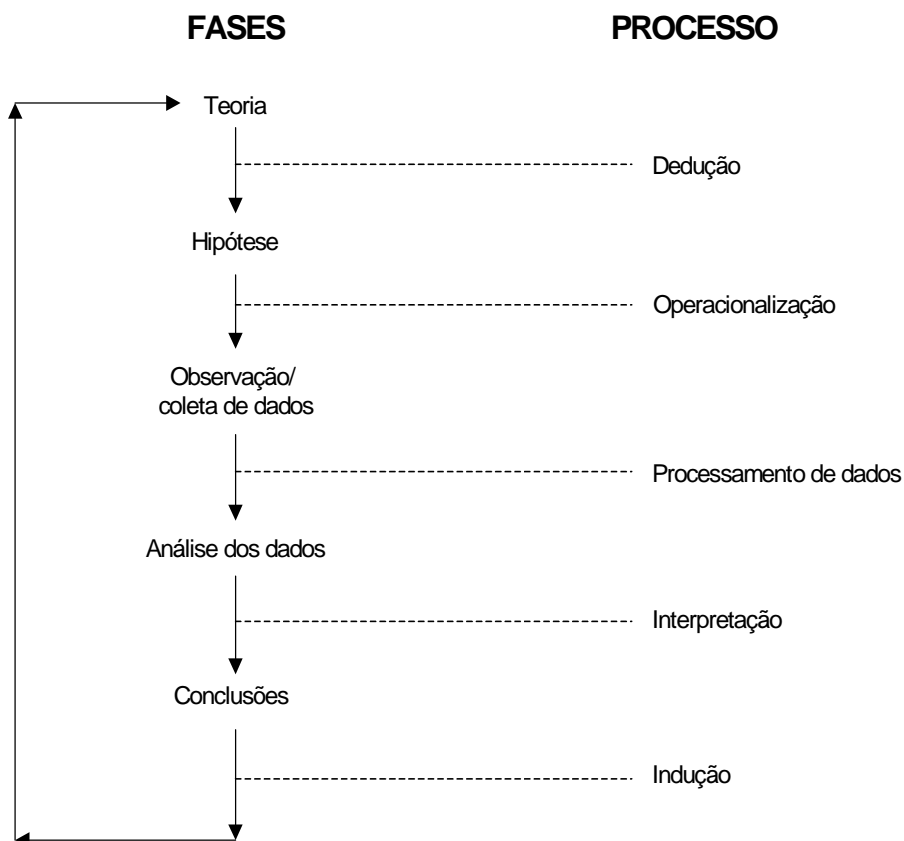 FASES
PROCESSO
Teoria
Dedução
Hipótese
Operacionalização
Observação/
coleta de dados
Processamento de dados
Análise dos dados
Interpretação
Conclusões
Indução